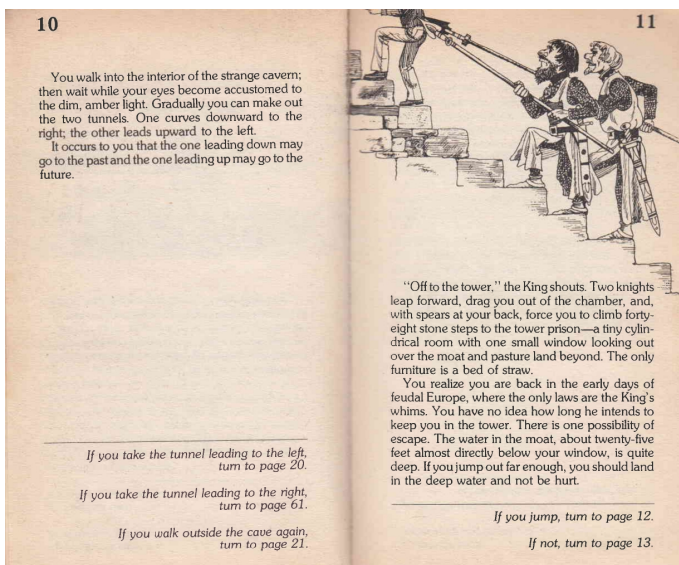 10
You walk into the interior of the strange cavern;
then wait while your eyes become accustomed to
the dim, amber light. Gradually you can make out
the two tunnels. One curves downward to the
right; the other leads upward to the left.
It occurs to you that the one leading down may
go to the past and the one leading up may go to the
future.
If you take the tunnel leading to the left,
turn to page 20.
If you take the tunnel leading to the right,
turn to page 61.
If you walk outside the cave again,
turn to page 21.
11
"Off to the tower," the King shouts. Two knights
leap forward, drag you out of the chamber, and,
with spears at your back, force you to climb forty-
eight stone steps to the tower prison—a tiny cylin-
drical room with one small window looking out
over the moat and pasture land beyond. The only
furniture is a bed of straw.
You realize you are back in the early days of
feudal Europe, where the only laws are the King's
whims. You have no idea how long he intends to
keep you in the tower. There is one possibility of
escape. The water in the moat, about twenty-five
feet almost directly below your window, is quite
deep. If you jump out far enough, you should land
in the deep water and not be hurt.
If you jump, turn to page 12.
If not, turn to page 13.